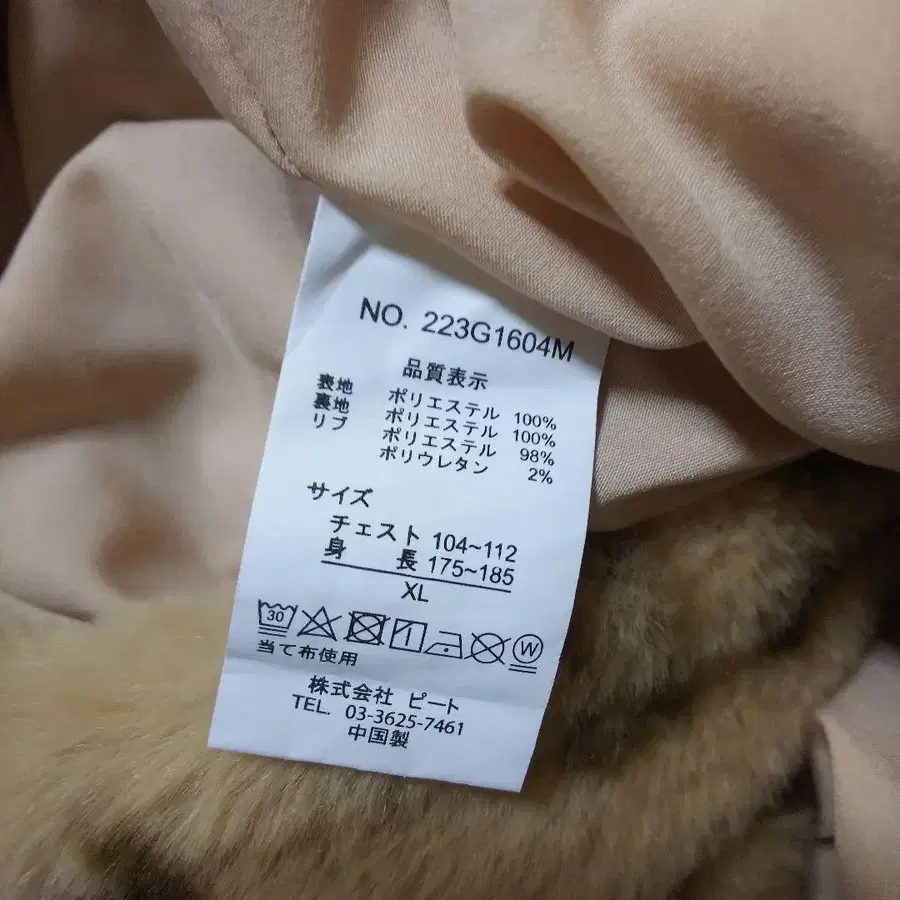 NO. 223G1604M
品質表示
表地 ポリエステル 100%
裏地 ポリエステル 100%
リブ ポリエステル 98%
ポリウレタン 2%
サイズ
チェスト 104~112
身 長 175~185
XL
30 W
当て布使用
株式会社 ピート
TEL. 03-3625-7461
中国製